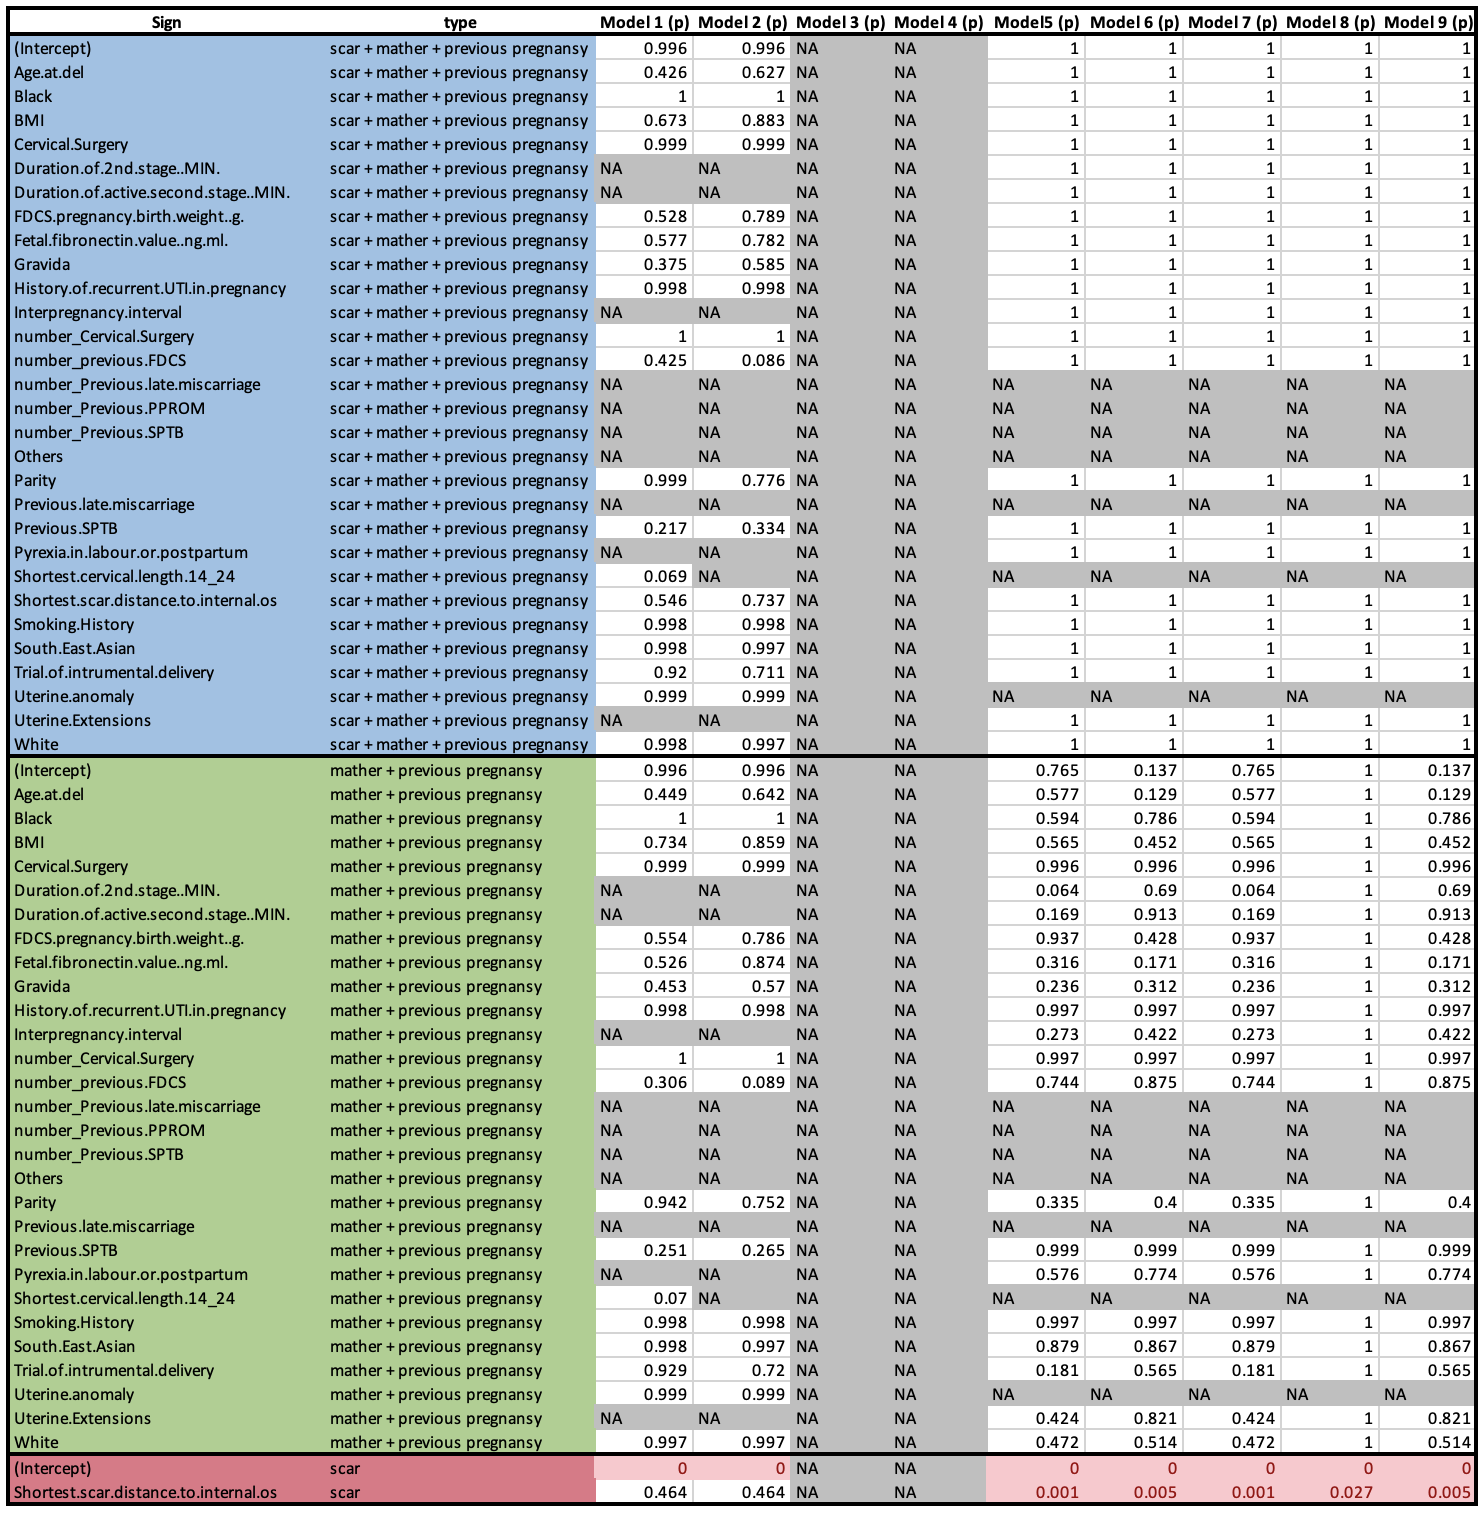 Sign type Model 1 (p) Model 2 (p) Model 3 (p) Model 4 (p) Model5 (p) Model 6 (p) Model 7 (p) Model 8 (p) Model 9 (p)
(Intercept) scar + mather + previous pregnansy 0.996 0.996 NA NA 1 1 1 1 1
Age.at.del scar + mather + previous pregnansy 0.426 0.627 NA NA 1 1 1 1 1
Black scar + mather + previous pregnansy 1 1 NA NA 1 1 1 1 1
BMI scar + mather + previous pregnansy 0.673 0.883 NA NA 1 1 1 1 1
Cervical.Surgery scar + mather + previous pregnansy 0.999 0.999 NA NA 1 1 1 1 1
Duration.of.2nd.stage..MIN. scar + mather + previous pregnansy NA NA NA NA 1 1 1 1 1
Duration.of.active.second.stage..MIN. scar + mather + previous pregnansy NA NA NA NA 1 1 1 1 1
FDCS.pregnancy.birth.weight..g. scar + mather + previous pregnansy 0.528 0.789 NA NA 1 1 1 1 1
Fetal.fibronectin.value..ng.ml. scar + mather + previous pregnansy 0.577 0.782 NA NA 1 1 1 1 1
Gravida scar + mather + previous pregnansy 0.375 0.585 NA NA 1 1 1 1 1
History.of.recurrent.UTI.in.pregnancy scar + mather + previous pregnansy 0.998 0.998 NA NA 1 1 1 1 1
Interpregnancy.interval scar + mather + previous pregnansy NA NA NA NA 1 1 1 1 1
number_Cervical.Surgery scar + mather + previous pregnansy 1 1 NA NA 1 1 1 1 1
number_previous.FDCS scar + mather + previous pregnansy 0.425 0.086 NA NA 1 1 1 1 1
number_Previous.late.miscarriage scar + mather + previous pregnansy NA NA NA NA NA NA NA NA NA
number_Previous.PPROM scar + mather + previous pregnansy NA NA NA NA NA NA NA NA NA
number_Previous.SPTB scar + mather + previous pregnansy NA NA NA NA NA NA NA NA NA
Others scar + mather + previous pregnansy NA NA NA NA NA NA NA NA NA
Parity scar + mather + previous pregnansy 0.999 0.776 NA NA 1 1 1 1 1
Previous.late.miscarriage scar + mather + previous pregnansy NA NA NA NA NA NA NA NA NA
Previous.SPTB scar + mather + previous pregnansy 0.217 0.334 NA NA 1 1 1 1 1
Pyrexia.in.labour.or.postpartum scar + mather + previous pregnansy NA NA NA NA 1 1 1 1 1
Shortest.cervical.length.14_24 scar + mather + previous pregnansy 0.069 NA NA NA NA NA NA NA NA
Shortest.scar.distance.to.internal.os scar + mather + previous pregnansy 0.546 0.737 NA NA 1 1 1 1 1
Smoking.History scar + mather + previous pregnansy 0.998 0.998 NA NA 1 1 1 1 1
South.East.Asian scar + mather + previous pregnansy 0.998 0.997 NA NA 1 1 1 1 1
Trial.of.intrumental.delivery scar + mather + previous pregnansy 0.92 0.711 NA NA 1 1 1 1 1
Uterine.anomaly scar + mather + previous pregnansy 0.999 0.999 NA NA NA NA NA NA NA
Uterine.Extensions scar + mather + previous pregnansy NA NA NA NA 1 1 1 1 1
White scar + mather + previous pregnansy 0.998 0.997 NA NA 1 1 1 1 1
(Intercept) mather + previous pregnansy 0.996 0.996 NA NA 0.765 0.137 0.765 1 0.137
Age.at.del mather + previous pregnansy 0.449 0.642 NA NA 0.577 0.129 0.577 1 0.129
Black mather + previous pregnansy 1 1 NA NA 0.594 0.786 0.594 1 0.786
BMI mather + previous pregnansy 0.734 0.859 NA NA 0.565 0.452 0.565 1 0.452
Cervical.Surgery mather + previous pregnansy 0.999 0.999 NA NA 0.996 0.996 0.996 1 0.996
Duration.of.2nd.stage..MIN. mather + previous pregnansy NA NA NA NA 0.064 0.69 0.064 1 0.69
Duration.of.active.second.stage..MIN. mather + previous pregnansy NA NA NA NA 0.169 0.913 0.169 1 0.913
FDCS.pregnancy.birth.weight..g. mather + previous pregnansy 0.554 0.786 NA NA 0.937 0.428 0.937 1 0.428
Fetal.fibronectin.value..ng.ml. mather + previous pregnansy 0.526 0.874 NA NA 0.316 0.171 0.316 1 0.171
Gravida mather + previous pregnansy 0.453 0.57 NA NA 0.236 0.312 0.236 1 0.312
History.of.recurrent.UTI.in.pregnancy mather + previous pregnansy 0.998 0.998 NA NA 0.997 0.997 0.997 1 0.997
Interpregnancy.interval mather + previous pregnansy NA NA NA NA 0.273 0.422 0.273 1 0.422
number_Cervical.Surgery mather + previous pregnansy 1 1 NA NA 0.997 0.997 0.997 1 0.997
number_previous.FDCS mather + previous pregnansy 0.306 0.089 NA NA 0.744 0.875 0.744 1 0.875
number_Previous.late.miscarriage mather + previous pregnansy NA NA NA NA NA NA NA NA NA
number_Previous.PPROM mather + previous pregnansy NA NA NA NA NA NA NA NA NA
number_Previous.SPTB mather + previous pregnansy NA NA NA NA NA NA NA NA NA
Others mather + previous pregnansy NA NA NA NA NA NA NA NA NA
Parity mather + previous pregnansy 0.942 0.752 NA NA 0.335 0.4 0.335 1 0.4
Previous.late.miscarriage mather + previous pregnansy NA NA NA NA NA NA NA NA NA
Previous.SPTB mather + previous pregnansy 0.251 0.265 NA NA 0.999 0.999 0.999 1 0.999
Pyrexia.in.labour.or.postpartum mather + previous pregnansy NA NA NA NA 0.576 0.774 0.576 1 0.774
Shortest.cervical.length.14_24 mather + previous pregnansy 0.07 NA NA NA NA NA NA NA NA
Smoking.History mather + previous pregnansy 0.998 0.998 NA NA 0.997 0.997 0.997 1 0.997
South.East.Asian mather + previous pregnansy 0.998 0.997 NA NA 0.879 0.867 0.879 1 0.867
Trial.of.intrumental.delivery mather + previous pregnansy 0.929 0.72 NA NA 0.181 0.565 0.181 1 0.565
Uterine.anomaly mather + previous pregnansy 0.999 0.999 NA NA NA NA NA NA NA
Uterine.Extensions mather + previous pregnansy NA NA NA NA 0.424 0.821 0.424 1 0.821
White mather + previous pregnansy 0.997 0.997 NA NA 0.472 0.514 0.472 1 0.514
(Intercept) scar 0 0 NA NA 0 0 0 0 0
Shortest.scar.distance.to.internal.os scar 0.464 0.464 NA NA 0.001 0.005 0.001 0.027 0.005